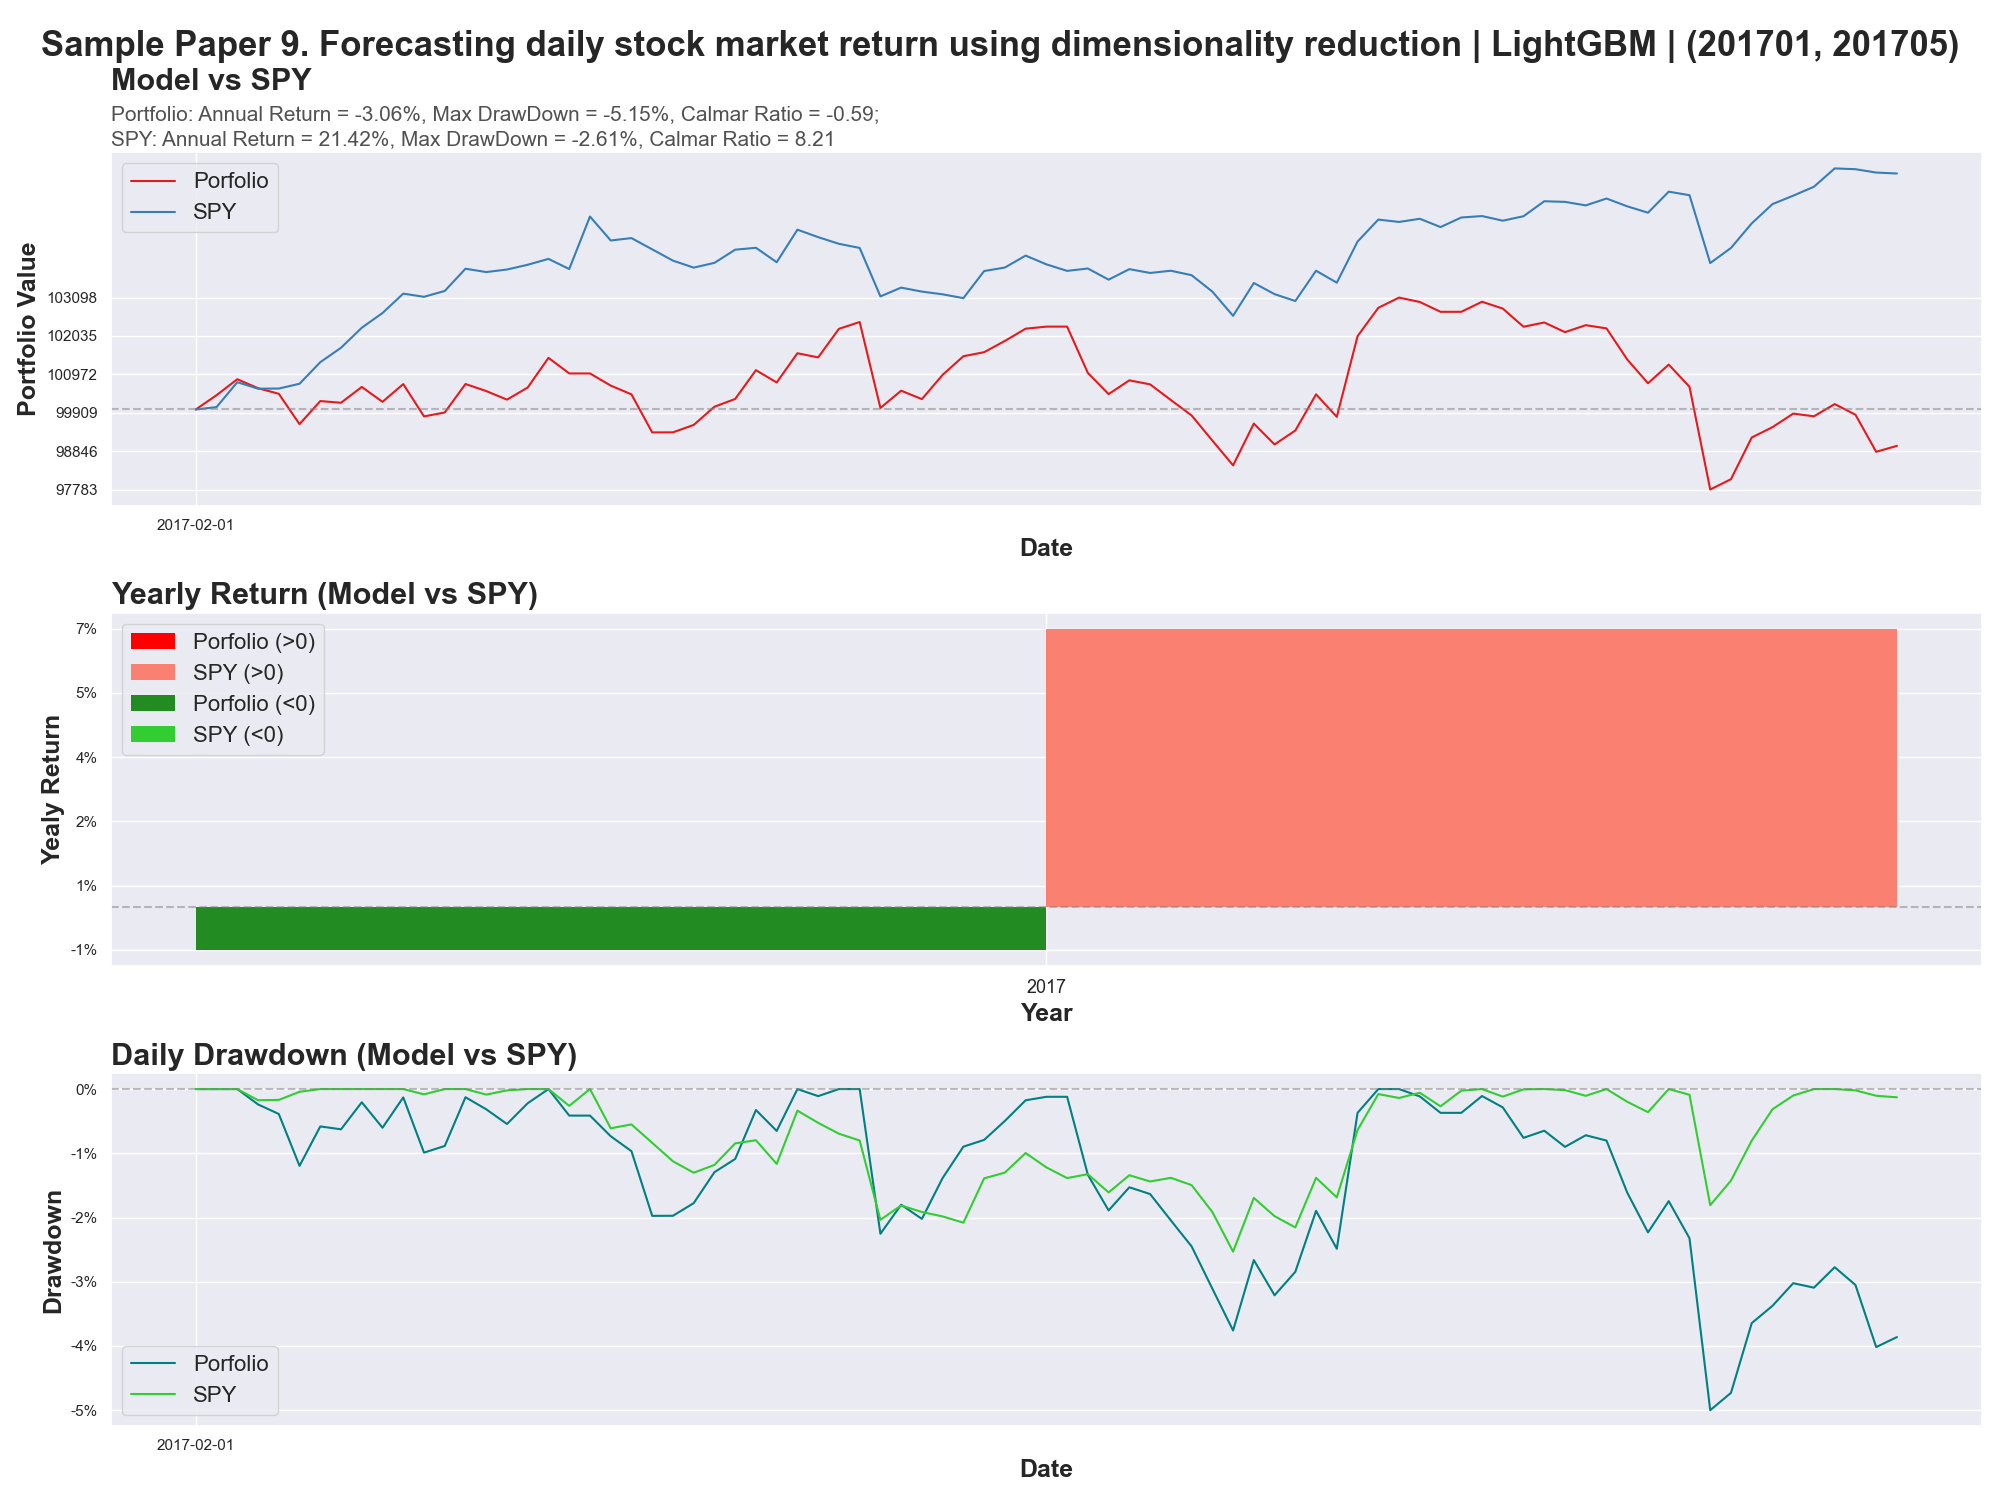 Sample Paper 9. Forecasting daily stock market return using dimensionality reduction | LightGBM | (201701, 201705)
Model vs SPY
Portfolio: Annual Return = -3.06%, Max DrawDown = -5.15%, Calmar Ratio = -0.59;
SPY: Annual Return = 21.42%, Max DrawDown = -2.61%, Calmar Ratio = 8.21
Porfolio
SPY
Portfolio Value
103098
102035
100972
99909
98846
97783
2017-02-01
Date
Yearly Return (Model vs SPY)
Porfolio (>0)
SPY (>0)
Porfolio (<0)
SPY (<0)
Yealy Return
7%
5%
4%
2%
1%
-1%
2017
Year
Daily Drawdown (Model vs SPY)
Drawdown
0%
-1%
-2%
-3%
-4%
-5%
Porfolio
SPY
2017-02-01
Date